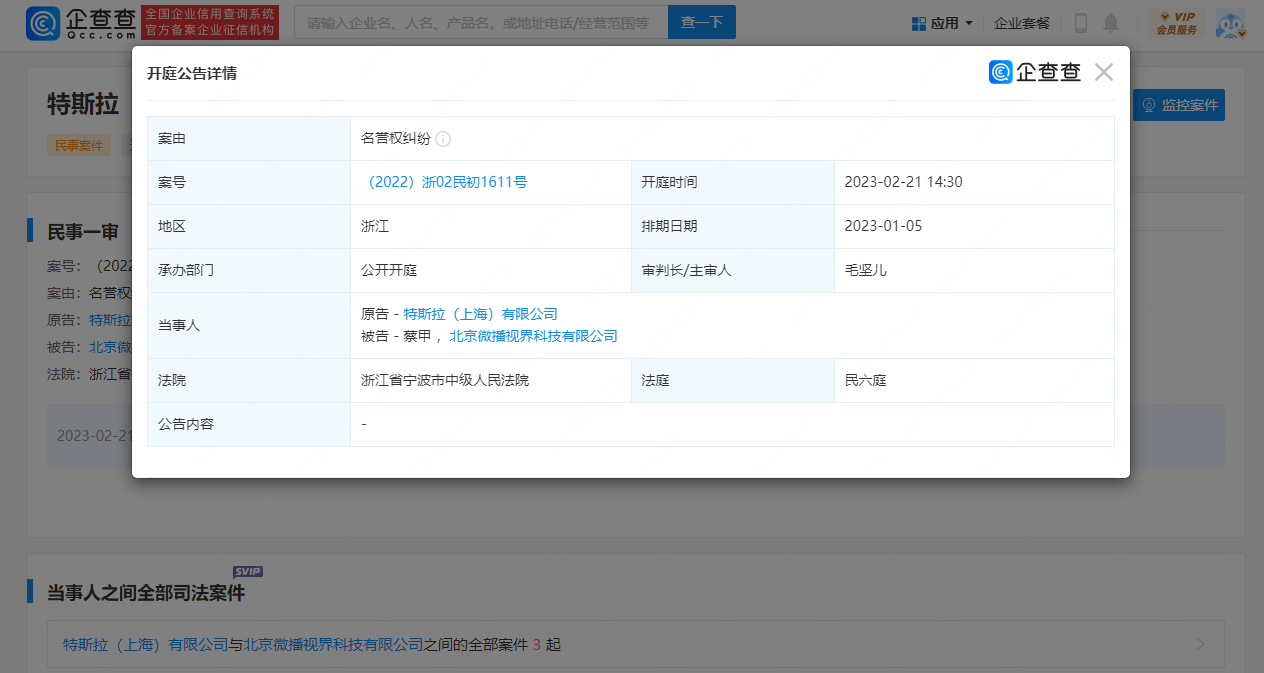 企查查
Qcc.com
全国企业信用查询系统
官方备案企业征信机构
请输入企业名、人名、产品名，或地址电话/经营范围等
查一下
应用
企业套餐
VIP
会员服务
特斯拉
民事案件
监控案件
开庭公告详情
企查查
案由 名誉权纠纷
案号 （2022）浙02民初1611号 开庭时间 2023-02-21 14:30
地区 浙江 排期日期 2023-01-05
承办部门 公开开庭 审判长/主审人 毛坚儿
当事人 原告 - 特斯拉（上海）有限公司
被告 - 蔡甲 ，北京微播视界科技有限公司
法院 浙江省宁波市中级人民法院 法庭 民六庭
公告内容 -
民事一审
案号： （2022
案由：名誉权
原告：特斯拉
被告：北京微
法院：浙江省
2023-02-21
SVIP
当事人之间全部司法案件
特斯拉（上海）有限公司与北京微播视界科技有限公司之间的全部案件 3 起